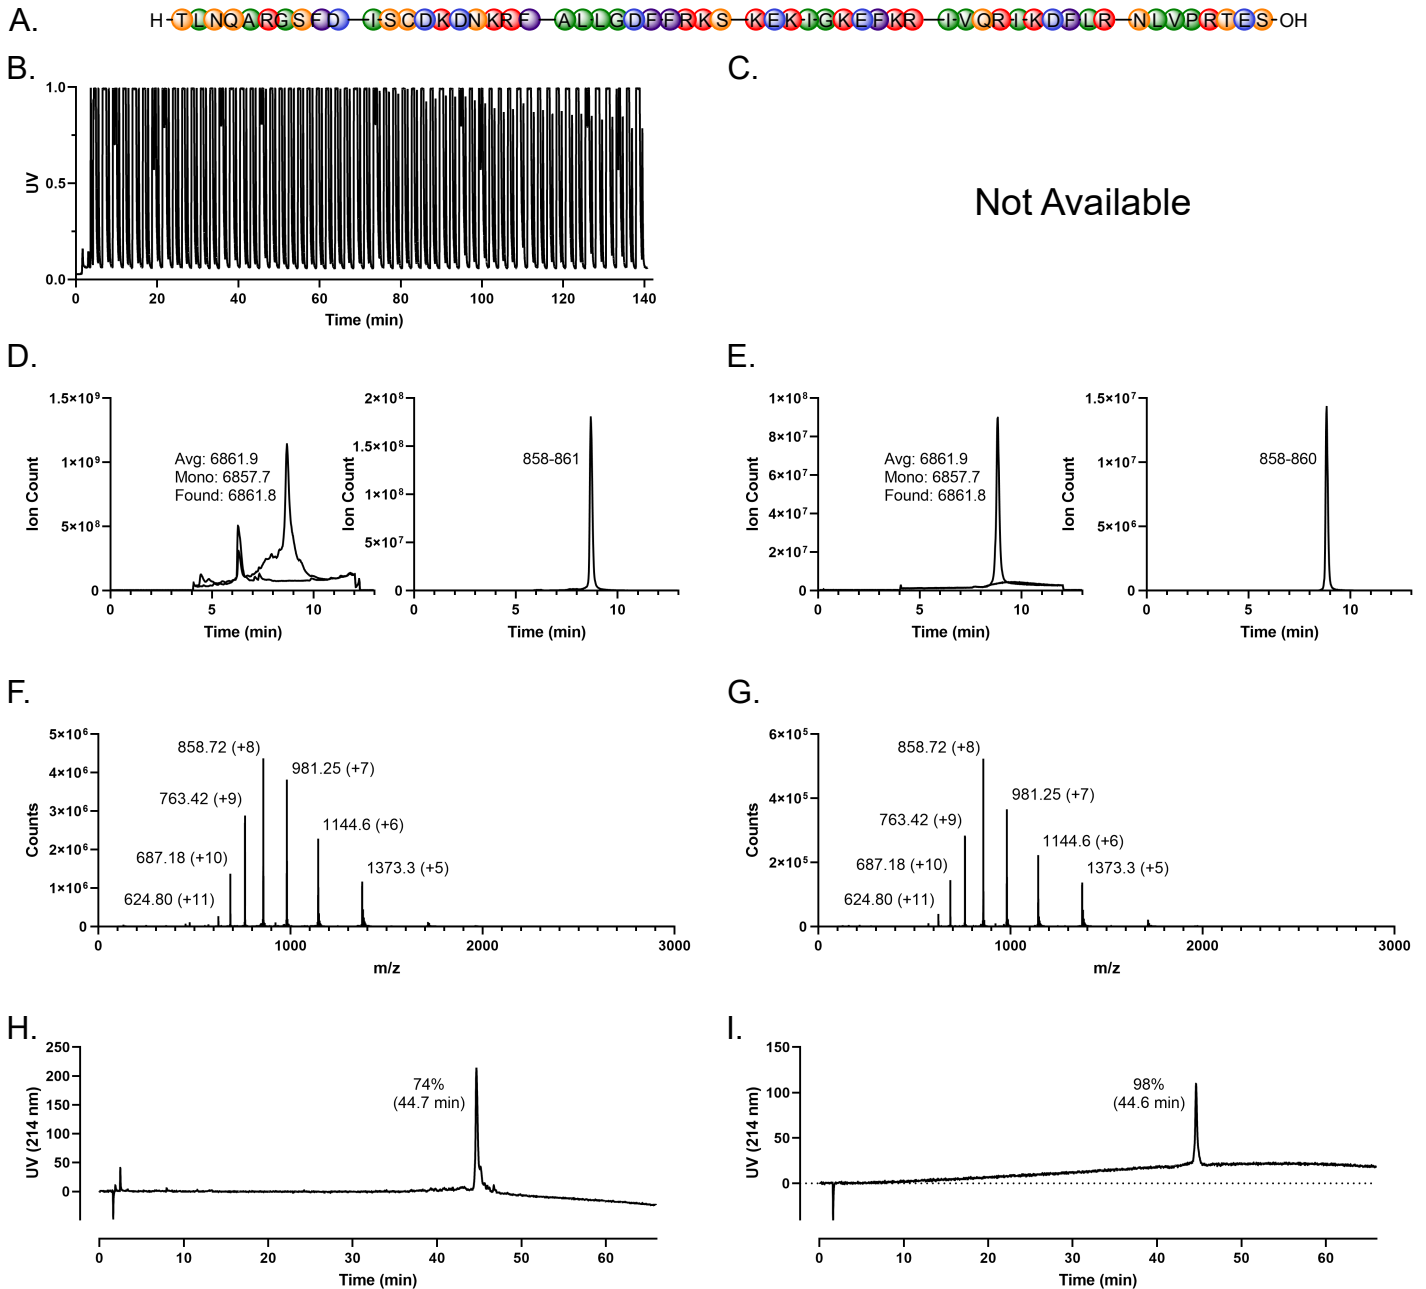 A. H-TLNQARGSFD-ISCDKDNKRF-ALLGDFFRKS-KEKIGKEFKR-IVQRIKDFLR-NLVPRTES-OH
B.
UV
1.0
0.5
0.0
0 20 40 60 80 100 120 140
Time (min)
C.
Not Available
D.
Ion Count
1.5×10⁹
1×10⁹
5×10⁸
0
Avg: 6861.9
Mono: 6857.7
Found: 6861.8
0 5 10
Time (min)
Ion Count
2×10⁸
1.5×10⁸
1×10⁸
5×10⁷
0
858-861
0 5 10
Time (min)
E.
Ion Count
1×10⁸
8×10⁷
6×10⁷
4×10⁷
2×10⁷
0
Avg: 6861.9
Mono: 6857.7
Found: 6861.8
0 5 10
Time (min)
Ion Count
1.5×10⁷
1×10⁷
5×10⁶
0
858-860
0 5 10
Time (min)
F.
Counts
5×10⁶
4×10⁶
3×10⁶
2×10⁶
1×10⁶
0
858.72 (+8)
981.25 (+7)
763.42 (+9)
1144.6 (+6)
687.18 (+10)
1373.3 (+5)
624.80 (+11)
0 1000 2000 3000
m/z
G.
Counts
6×10⁵
4×10⁵
2×10⁵
0
858.72 (+8)
981.25 (+7)
763.42 (+9)
1144.6 (+6)
687.18 (+10)
1373.3 (+5)
624.80 (+11)
0 1000 2000 3000
m/z
H.
UV (214 nm)
250
200
150
100
50
0
74%
(44.7 min)
0 10 20 30 40 50 60
Time (min)
I.
UV (214 nm)
150
100
50
0
98%
(44.6 min)
0 10 20 30 40 50 60
Time (min)